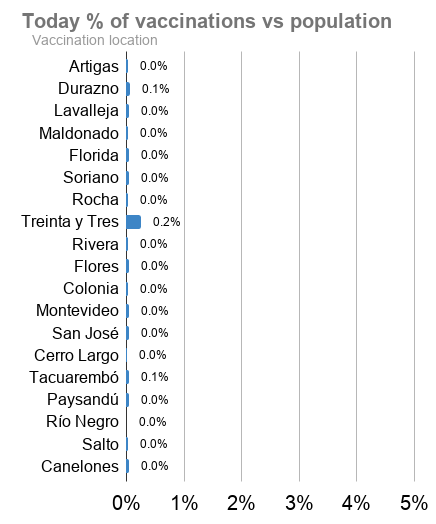 Today % of vaccinations vs population
Vaccination location
Artigas 0.0%
Durazno 0.1%
Lavalleja 0.0%
Maldonado 0.0%
Florida 0.0%
Soriano 0.0%
Rocha 0.0%
Treinta y Tres 0.2%
Rivera 0.0%
Flores 0.0%
Colonia 0.0%
Montevideo 0.0%
San José 0.0%
Cerro Largo 0.0%
Tacuarembó 0.1%
Paysandú 0.0%
Río Negro 0.0%
Salto 0.0%
Canelones 0.0%
0% 1% 2% 3% 4% 5%